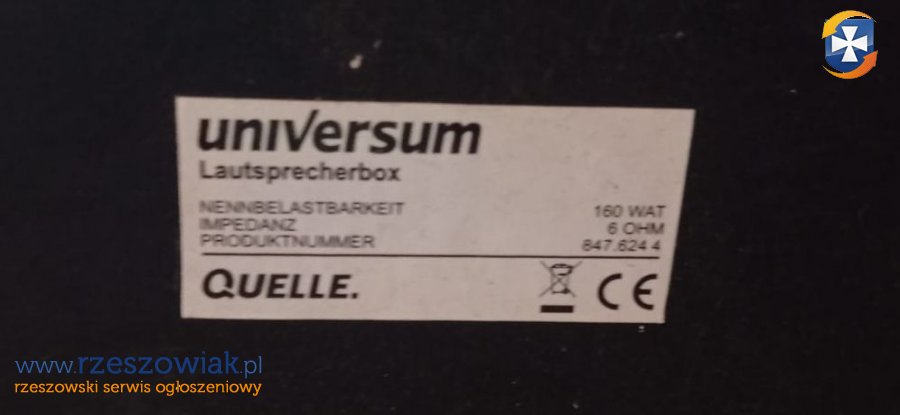 universum
Lautsprecherbox
NENNBELASTBARKEIT 160 WAT
IMPEDANZ 6 OHM
PRODUKTNUMMER 847.624 4
QUELLE. CE
www.rzeszowiak.pl
rzeszowski serwis ogłoszeniowy